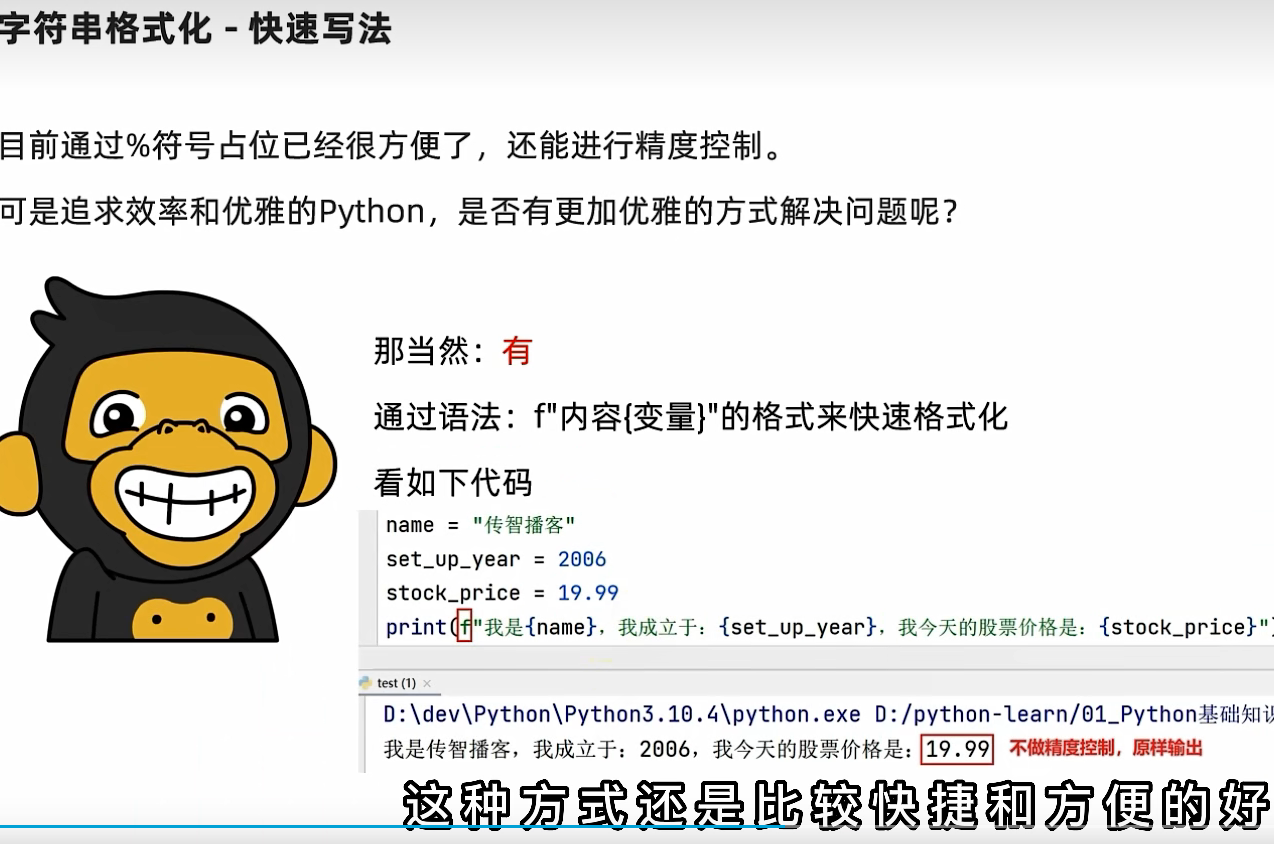 字符串格式化 - 快速写法
目前通过%符号占位已经很方便了，还能进行精度控制。
可是追求效率和优雅的Python，是否有更加优雅的方式解决问题呢？
那当然：有
通过语法：f"内容{变量}"的格式来快速格式化
看如下代码
name = "传智播客"
set_up_year = 2006
stock_price = 19.99
print(f"我是{name}，我成立于：{set_up_year}，我今天的股票价格是：{stock_price}")
test (1) ×
D:\dev\Python\Python3.10.4\python.exe D:/python-learn/01_Python基础知识
我是传智播客，我成立于：2006，我今天的股票价格是：19.99 不做精度控制，原样输出
这种方式还是比较快捷和方便的好